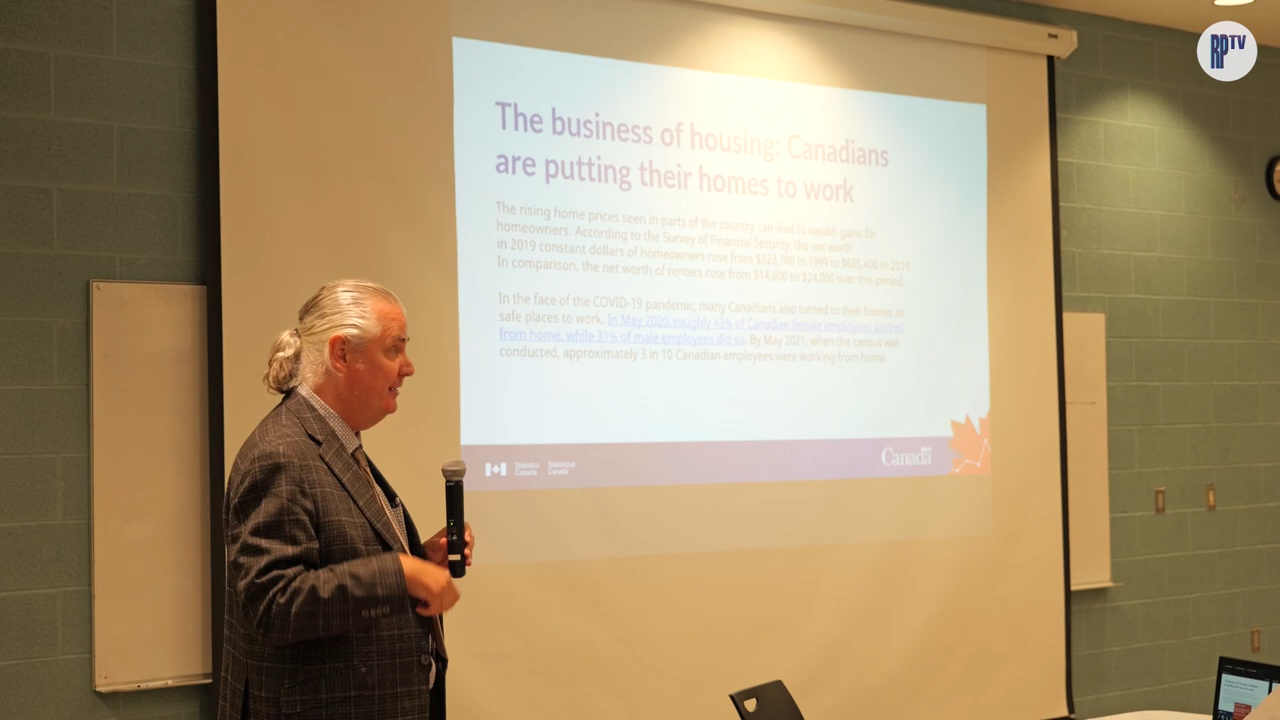 RPTV
The business of housing: Canadians
are putting their homes to work
The rising home prices seen in parts of the country can lead to wealth gains for
homeowners. According to the Survey of Financial Security, the net worth
in 2019 constant dollars of homeowners rose from $323,700 in 1999 to $685,400 in 2019.
In comparison, the net worth of renters rose from $14,600 to $24,000 over this period.
In the face of the COVID-19 pandemic, many Canadians also turned to their homes as
safe places to work. In May 2020, roughly 43% of Canadian female employees worked
from home, while 31% of male employees did so. By May 2021, when the census was
conducted, approximately 3 in 10 Canadian employees were working from home.
Statistics Statistique
Canada Canada
Canada